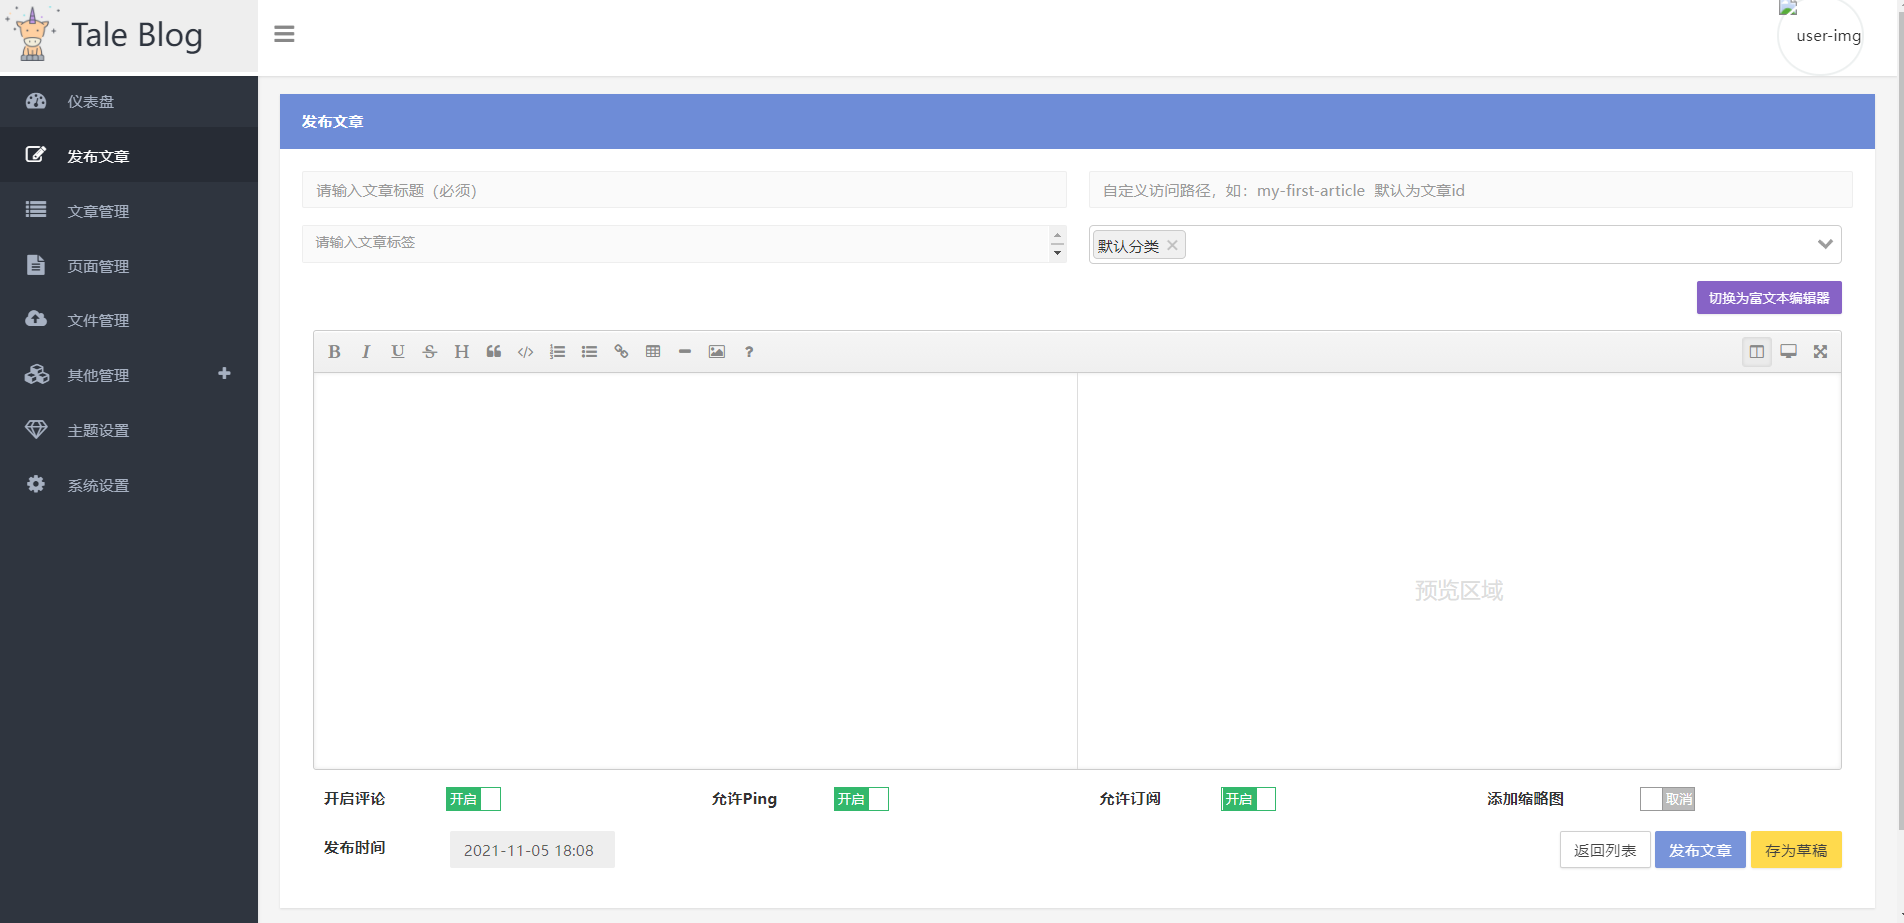 Tale Blog
user-img
仪表盘
发布文章
文章管理
页面管理
文件管理
其他管理
主题设置
系统设置
发布文章
请输入文章标题（必须）
自定义访问路径，如：my-first-article 默认为文章id
请输入文章标签
默认分类 ×
切换为富文本编辑器
B I U S H </> ?
预览区域
开启评论 开启 允许Ping 开启 允许订阅 开启 添加缩略图 取消
发布时间 2021-11-05 18:08 返回列表 发布文章 存为草稿